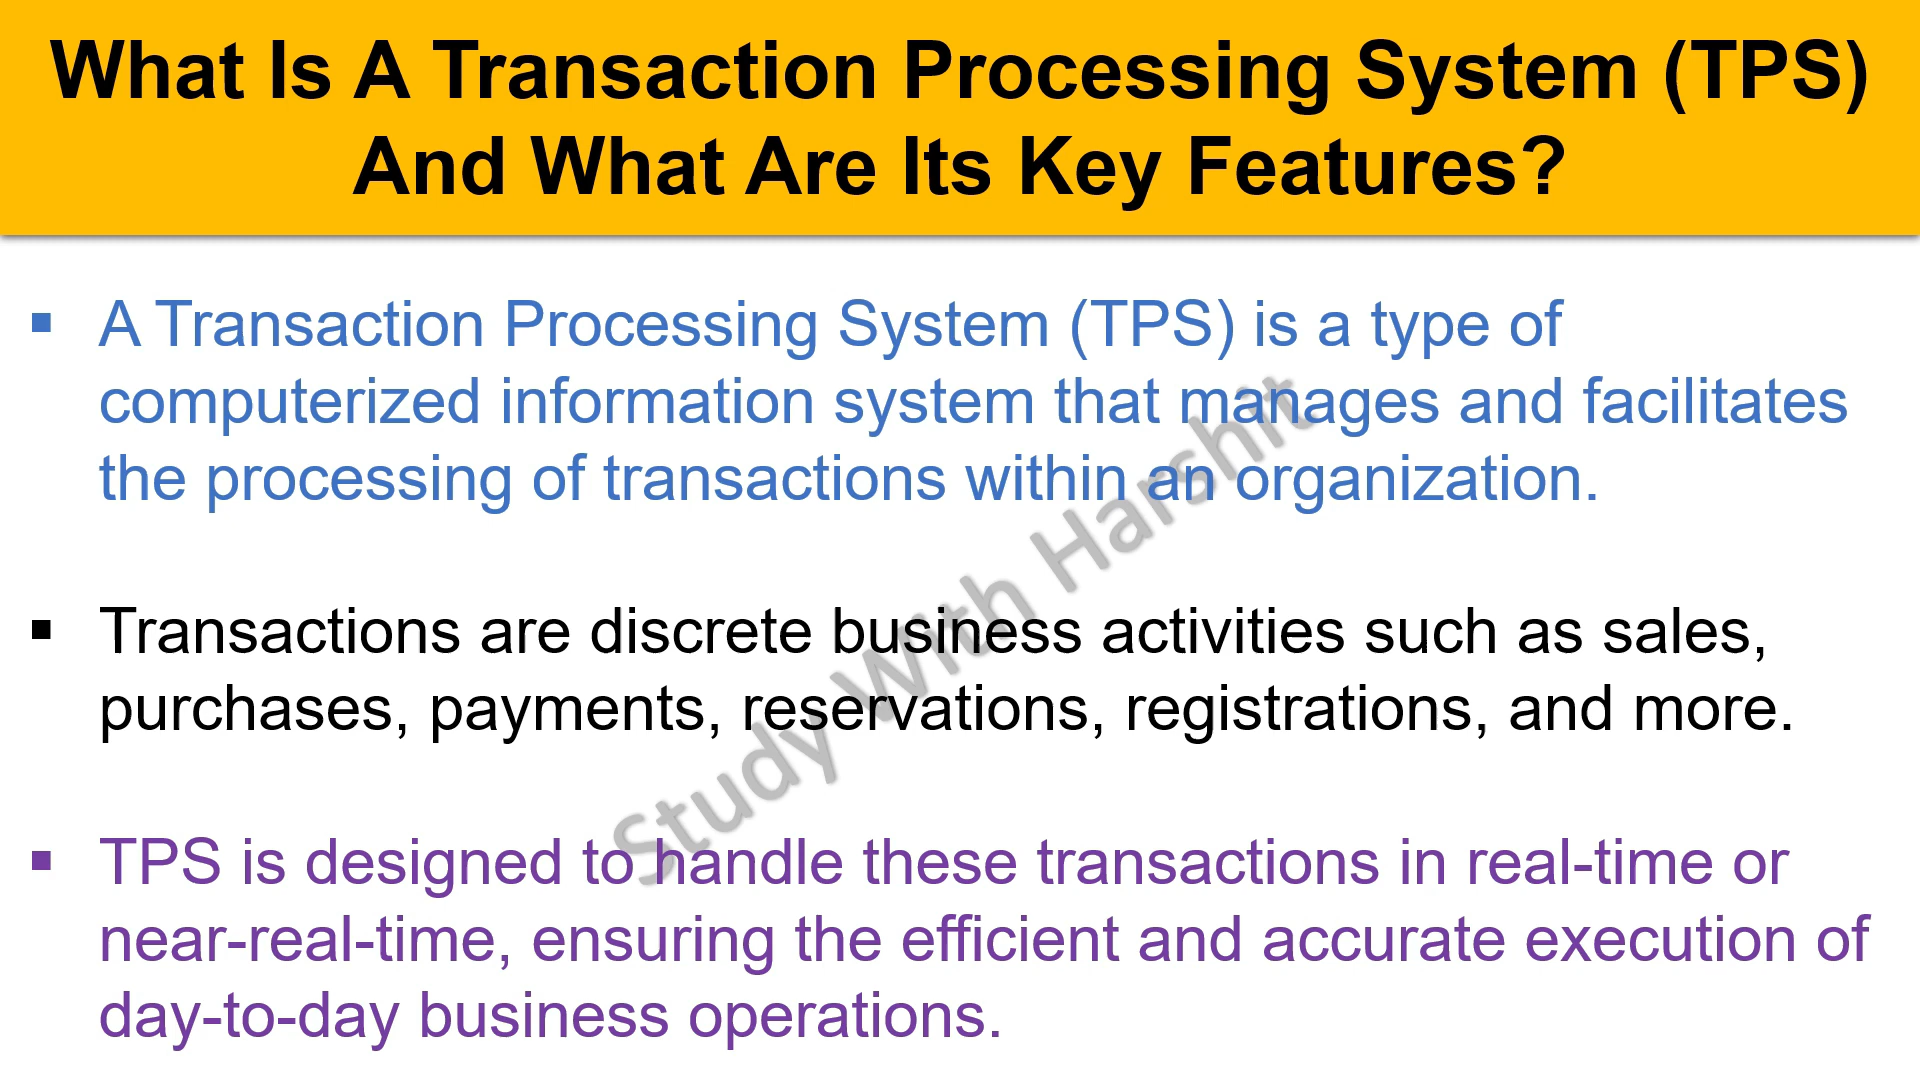 What Is A Transaction Processing System (TPS)
And What Are Its Key Features?
▪ A Transaction Processing System (TPS) is a type of
computerized information system that manages and facilitates
the processing of transactions within an organization.
▪ Transactions are discrete business activities such as sales,
purchases, payments, reservations, registrations, and more.
▪ TPS is designed to handle these transactions in real-time or
near-real-time, ensuring the efficient and accurate execution of
day-to-day business operations.
Study With Harshit